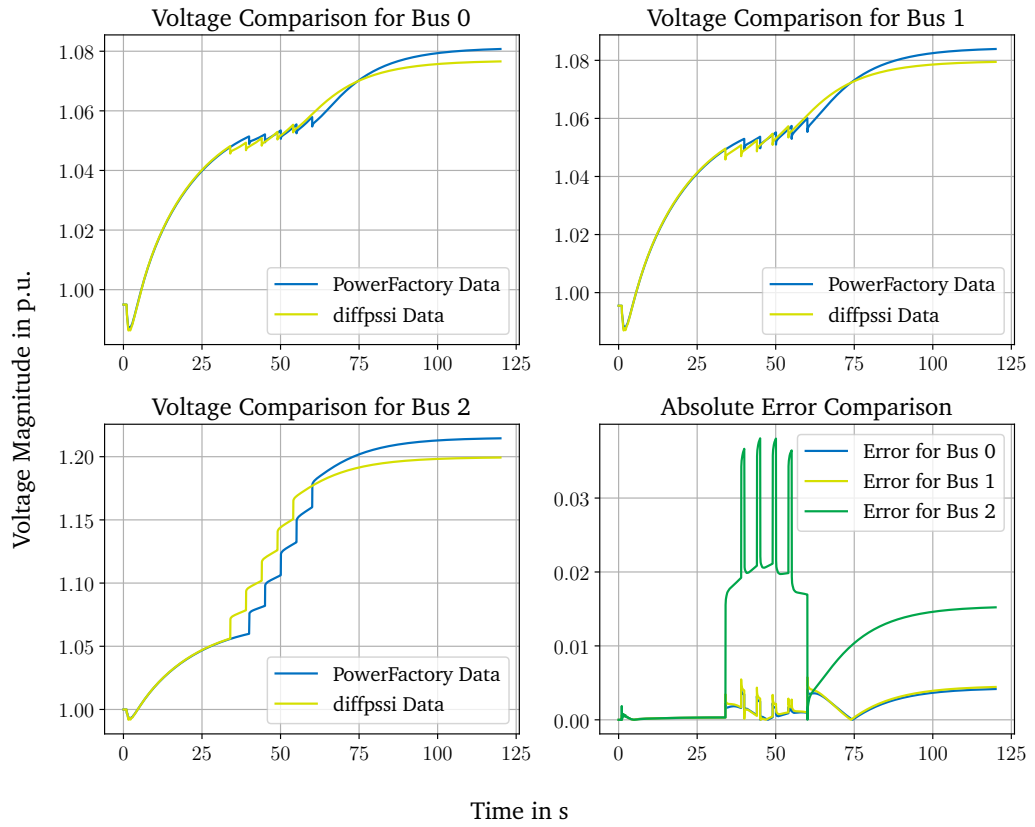 Voltage Comparison for Bus 0
1.08
1.06
1.04
1.02
1.00
0
25
50
75
100
125
PowerFactory Data
diffpssi Data
Voltage Comparison for Bus 1
1.08
1.06
1.04
1.02
1.00
0
25
50
75
100
125
PowerFactory Data
diffpssi Data
Voltage Magnitude in p.u.
Voltage Comparison for Bus 2
1.20
1.15
1.10
1.05
1.00
0
25
50
75
100
125
PowerFactory Data
diffpssi Data
Absolute Error Comparison
0.03
0.02
0.01
0.00
0
25
50
75
100
125
Error for Bus 0
Error for Bus 1
Error for Bus 2
Time in s